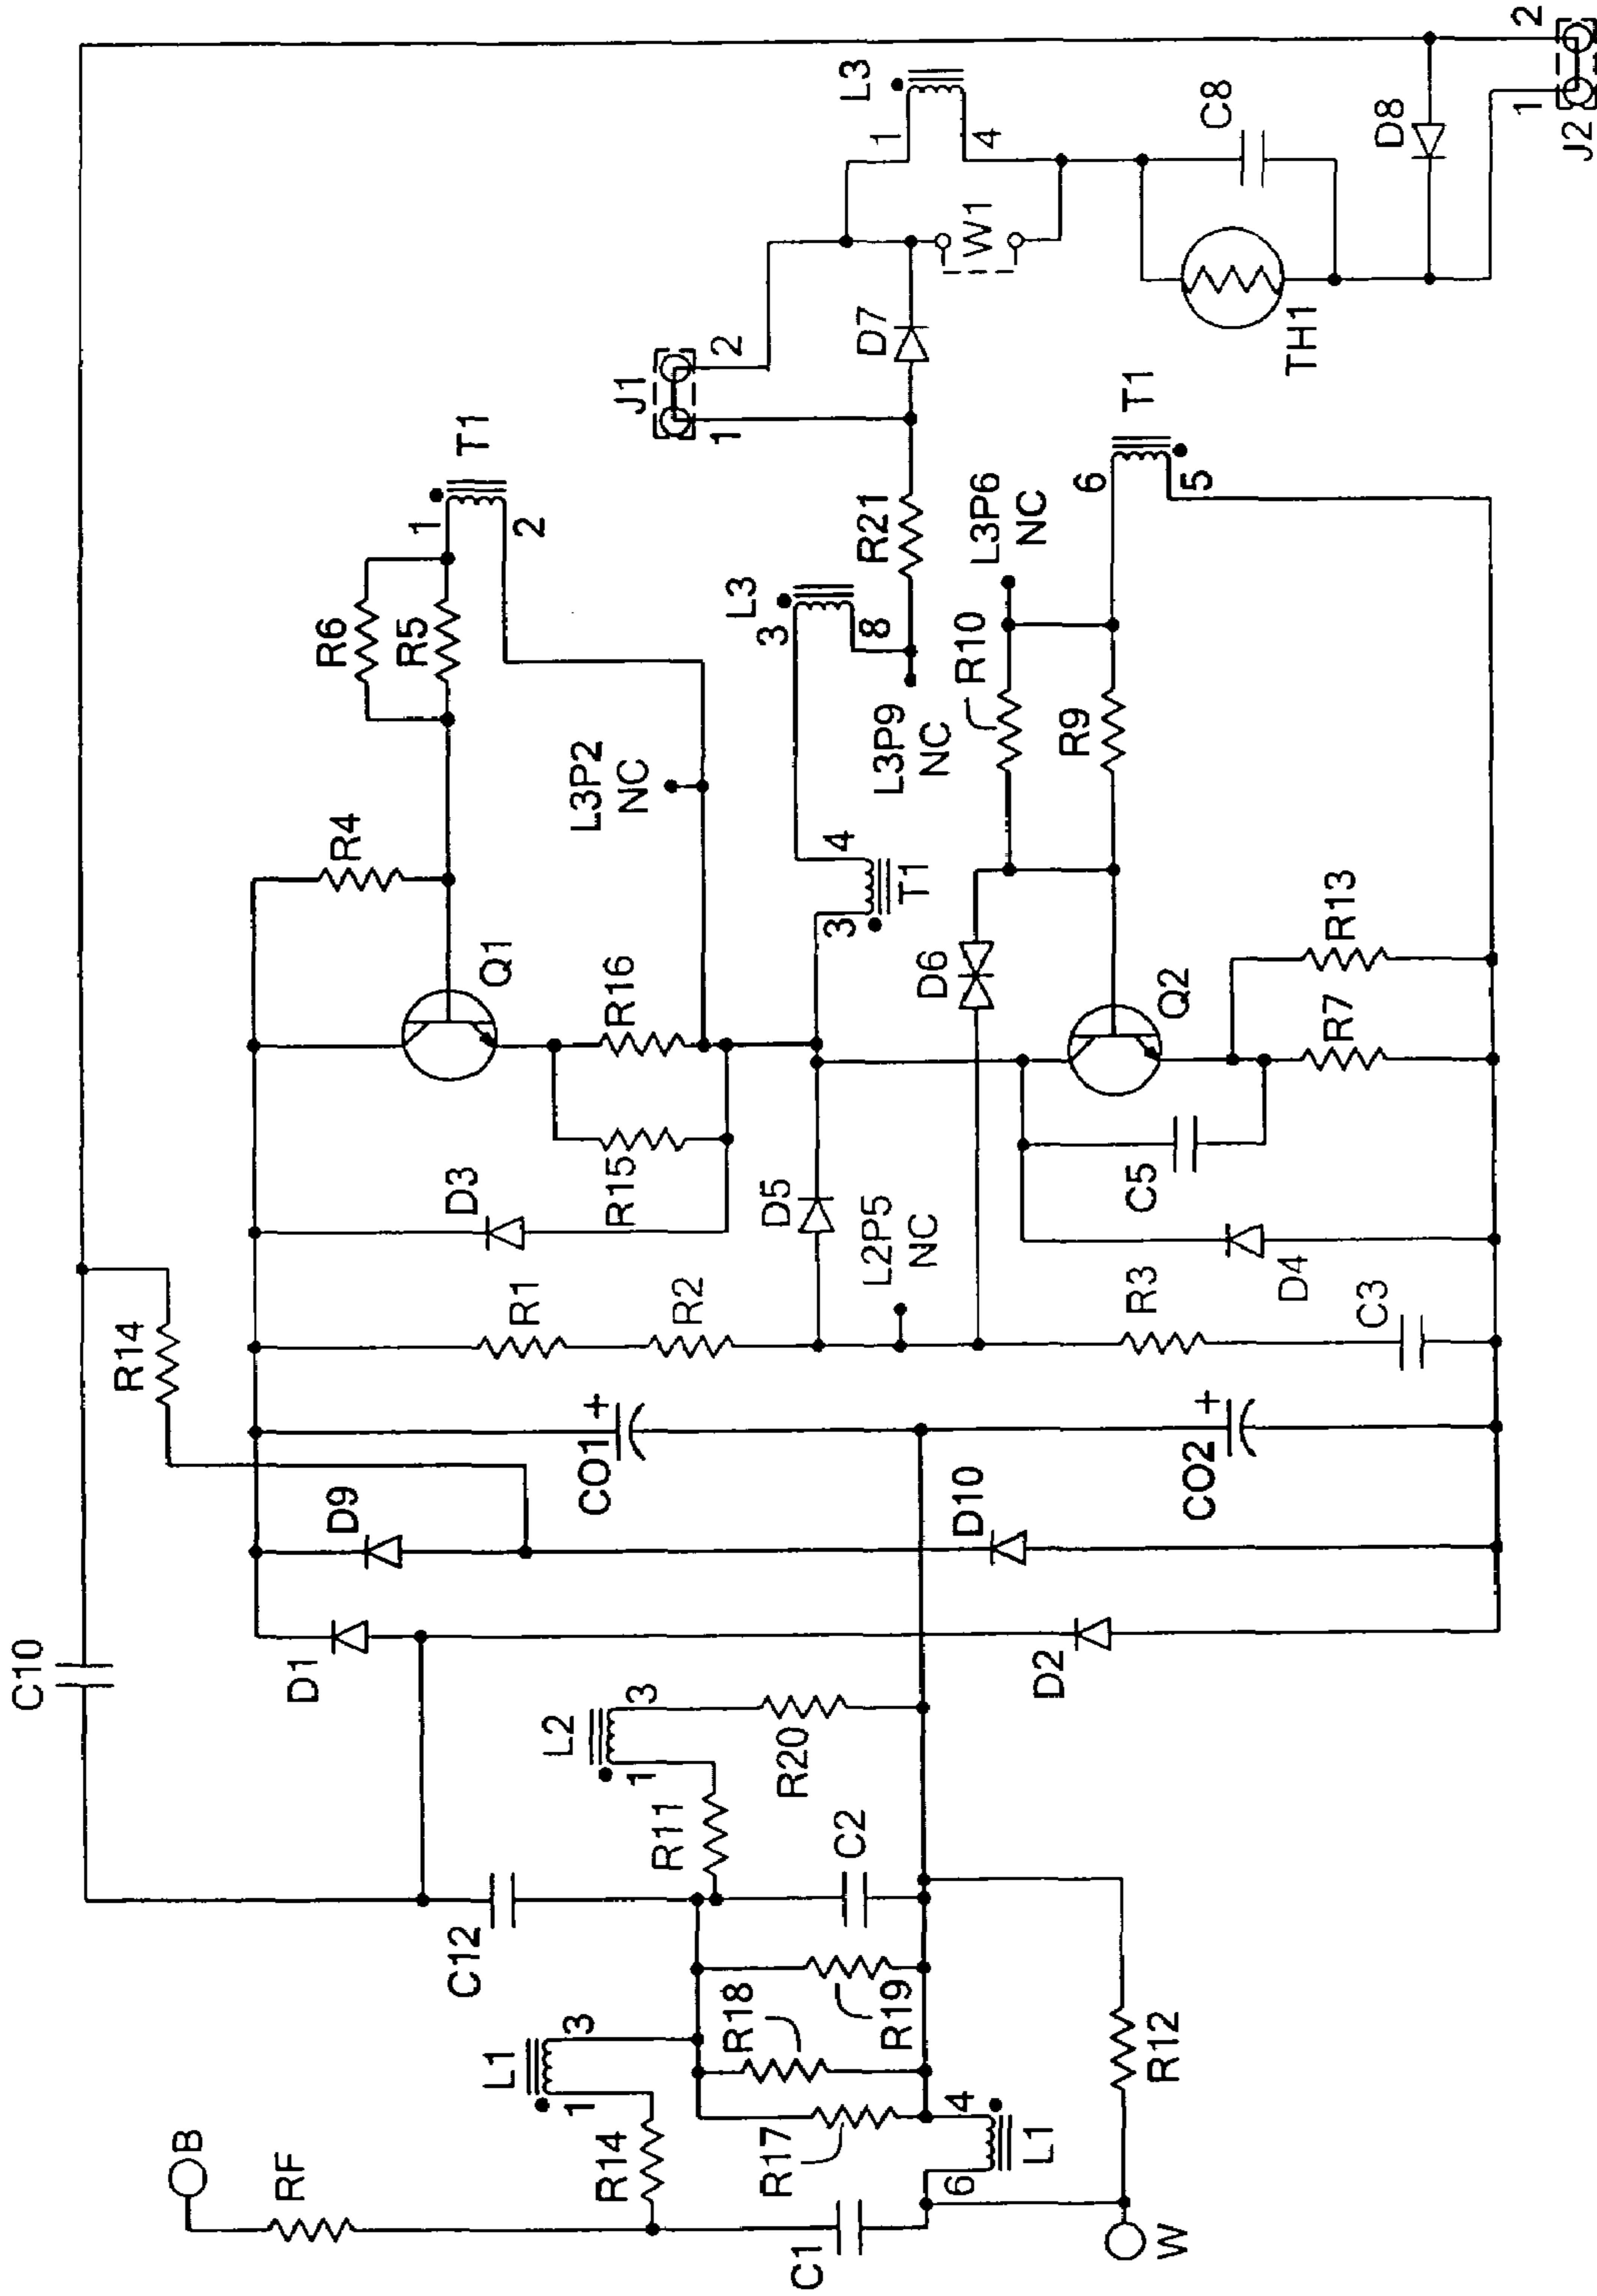 C10
R14
R4
R6
R5
1
T1
2
D9
D1
CO1 +
R1
D3
R15
R16
Q1
R2
L3P2
NC
J1
1
2
L3
1
4
W1
D7
R21
L3
3
8
L3P9
NC
T1
3
4
D5
L2P5
NC
D6
L3P6
NC
R10
R9
6
5
T1
Q2
R13
R7
C5
D4
R3
C3
D10
CO2 +
D2
TH1
C8
D8
J2
1
2
B
RF
R14
L1
1
3
C12
R11
L2
1
3
R20
C2
R18
R19
R17
C1
6
4
L1
R12
W